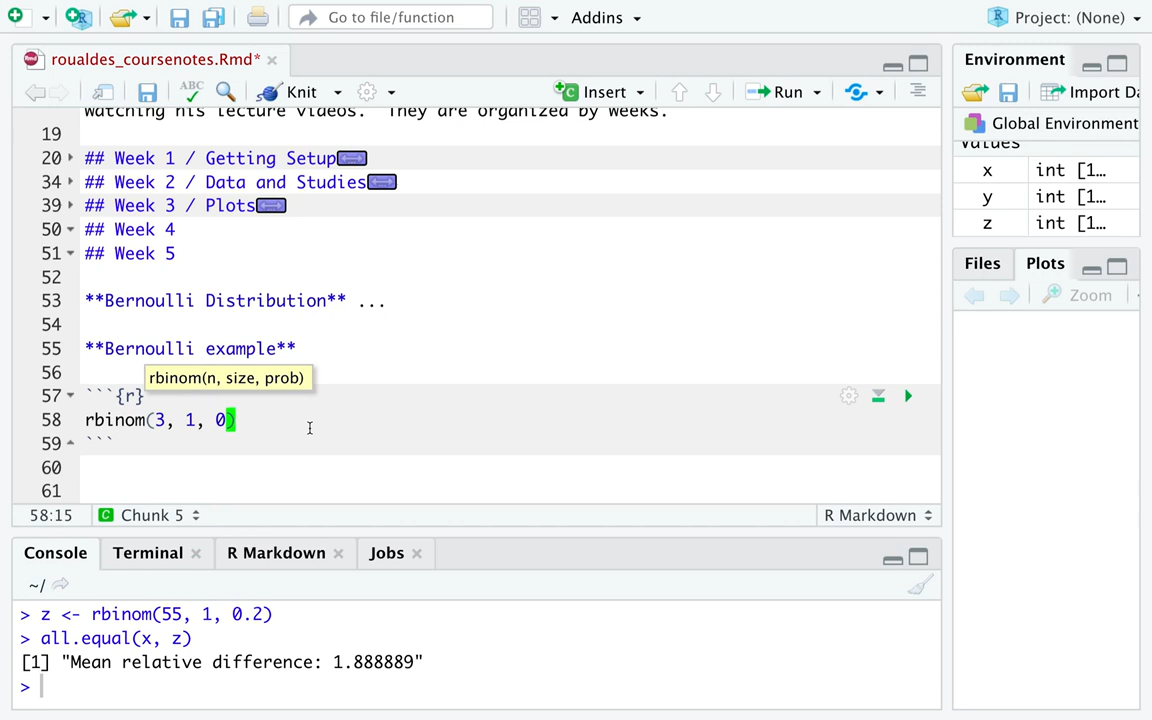 Go to file/function
Addins
Project: (None)
roualdes_coursenotes.Rmd*
ABC
Knit
Insert
Run
watching his lecture videos. They are organized by weeks.
19
20 ## Week 1 / Getting Setup
34 ## Week 2 / Data and Studies
39 ## Week 3 / Plots
50 ## Week 4
51 ## Week 5
52
53 **Bernoulli Distribution** ...
54
55 **Bernoulli example**
56
rbinom(n, size, prob)
57 ```{r}
58 rbinom(3, 1, 0)
59 ```
60
61
58:15 C Chunk 5 R Markdown
Console Terminal R Markdown Jobs
~/
> z <- rbinom(55, 1, 0.2)
> all.equal(x, z)
[1] "Mean relative difference: 1.888889"
>
Environment
Import Da
Global Environment
Values
x int [1...
y int [1...
z int [1...
Files Plots
Zoom